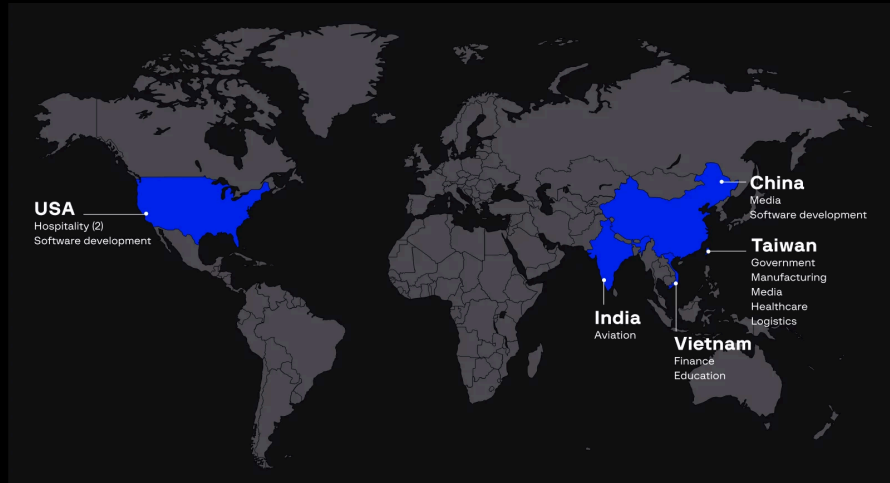 USA
Hospitality (2)
Software development
China
Media
Software development
Taiwan
Government
Manufacturing
Media
Healthcare
Logistics
India
Aviation
Vietnam
Finance
Education